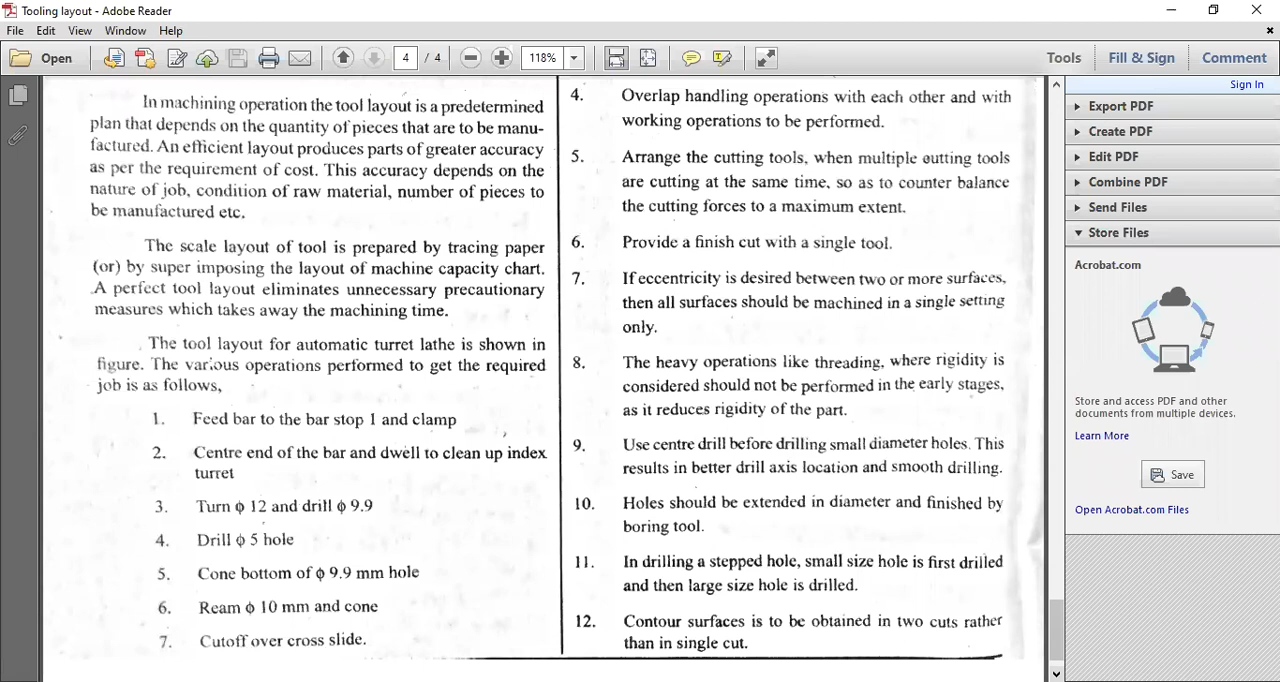 Tooling layout - Adobe Reader
File Edit View Window Help
Open 4 / 4 118% Tools Fill & Sign Comment
In machining operation the tool layout is a predetermined
plan that depends on the quantity of pieces that are to be manu-
factured. An efficient layout produces parts of greater accuracy
as per the requirement of cost. This accuracy depends on the
nature of job, condition of raw material, number of pieces to
be manufactured etc.
The scale layout of tool is prepared by tracing paper
(or) by super imposing the layout of machine capacity chart.
A perfect tool layout eliminates unnecessary precautionary
measures which takes away the machining time.
The tool layout for automatic turret lathe is shown in
figure. The various operations performed to get the required
job is as follows,
1. Feed bar to the bar stop 1 and clamp
2. Centre end of the bar and dwell to clean up index
turret
3. Turn ϕ 12 and drill ϕ 9.9
4. Drill ϕ 5 hole
5. Cone bottom of ϕ 9.9 mm hole
6. Ream ϕ 10 mm and cone
7. Cutoff over cross slide.
4. Overlap handling operations with each other and with
working operations to be performed.
5. Arrange the cutting tools, when multiple cutting tools
are cutting at the same time, so as to counter balance
the cutting forces to a maximum extent.
6. Provide a finish cut with a single tool.
7. If eccentricity is desired between two or more surfaces,
then all surfaces should be machined in a single setting
only.
8. The heavy operations like threading, where rigidity is
considered should not be performed in the early stages,
as it reduces rigidity of the part.
9. Use centre drill before drilling small diameter holes. This
results in better drill axis location and smooth drilling.
10. Holes should be extended in diameter and finished by
boring tool.
11. In drilling a stepped hole, small size hole is first drilled
and then large size hole is drilled.
12. Contour surfaces is to be obtained in two cuts rather
than in single cut.
Sign In
Export PDF
Create PDF
Edit PDF
Combine PDF
Send Files
Store Files
Acrobat.com
Store and access PDF and other
documents from multiple devices.
Learn More
Save
Open Acrobat.com Files